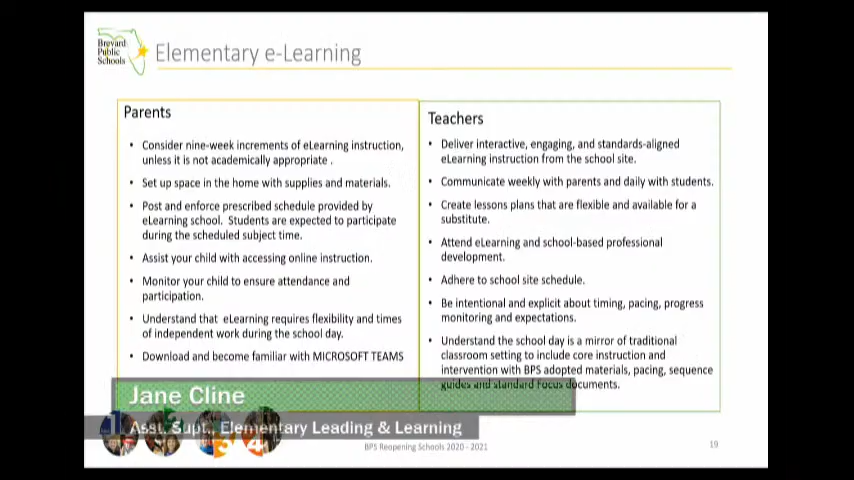 Brevard
Public
Schools
Elementary e-Learning
Parents
• Consider nine-week increments of eLearning instruction,
unless it is not academically appropriate .
• Set up space in the home with supplies and materials.
• Post and enforce prescribed schedule provided by
eLearning school. Students are expected to participate
during the scheduled subject time.
• Assist your child with accessing online instruction.
• Monitor your child to ensure attendance and
participation.
• Understand that eLearning requires flexibility and times
of independent work during the school day.
• Download and become familiar with MICROSOFT TEAMS
Teachers
• Deliver interactive, engaging, and standards-aligned
eLearning instruction from the school site.
• Communicate weekly with parents and daily with students.
• Create lessons plans that are flexible and available for a
substitute.
• Attend eLearning and school-based professional
development.
• Adhere to school site schedule.
• Be intentional and explicit about timing, pacing, progress
monitoring and expectations.
• Understand the school day is a mirror of traditional
classroom setting to include core instruction and
intervention with BPS adopted materials, pacing, sequence
guides and standard focus documents.
Jane Cline
Asst. Supt., Elementary Leading & Learning
BPS Reopening Schools 2020 - 2021
19